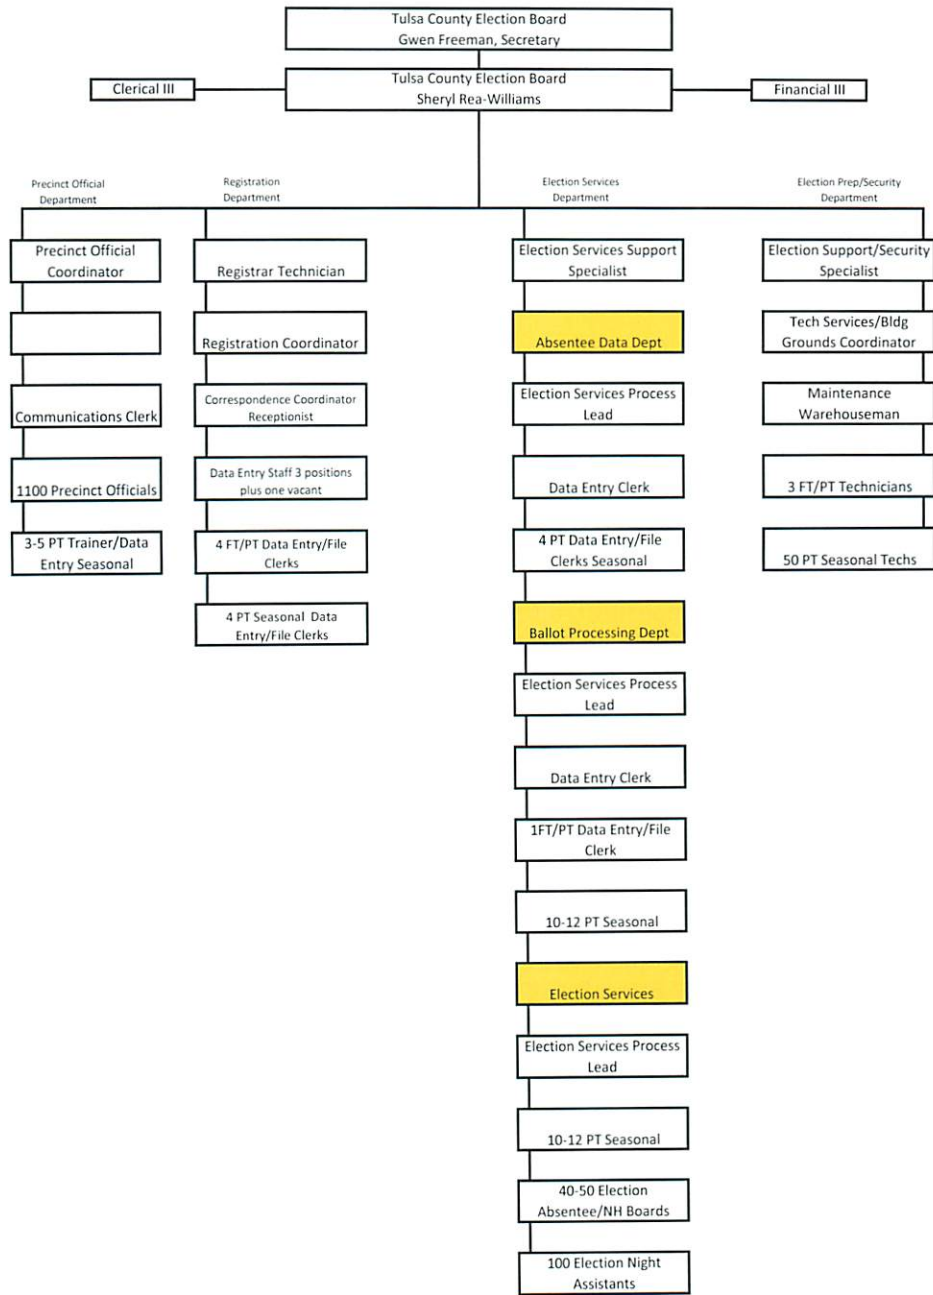 Tulsa County Election Board
Gwen Freeman, Secretary
Clerical III
Tulsa County Election Board
Sheryl Rea-Williams
Financial III
Precinct Official
Department
Registration
Department
Election Services
Department
Election Prep/Security
Department
Precinct Official
Coordinator
Communications Clerk
1100 Precinct Officials
3-5 PT Trainer/Data
Entry Seasonal
Registrar Technician
Registration Coordinator
Correspondence Coordinator
Receptionist
Data Entry Staff 3 positions
plus one vacant
4 FT/PT Data Entry/File
Clerks
4 PT Seasonal Data
Entry/File Clerks
Election Services Support
Specialist
Absentee Data Dept
Election Services Process
Lead
Data Entry Clerk
4 PT Data Entry/File
Clerks Seasonal
Ballot Processing Dept
Election Services Process
Lead
Data Entry Clerk
1FT/PT Data Entry/File
Clerk
10-12 PT Seasonal
Election Services
Election Services Process
Lead
10-12 PT Seasonal
40-50 Election
Absentee/NH Boards
100 Election Night
Assistants
Election Support/Security
Specialist
Tech Services/Bldg
Grounds Coordinator
Maintenance
Warehouseman
3 FT/PT Technicians
50 PT Seasonal Techs